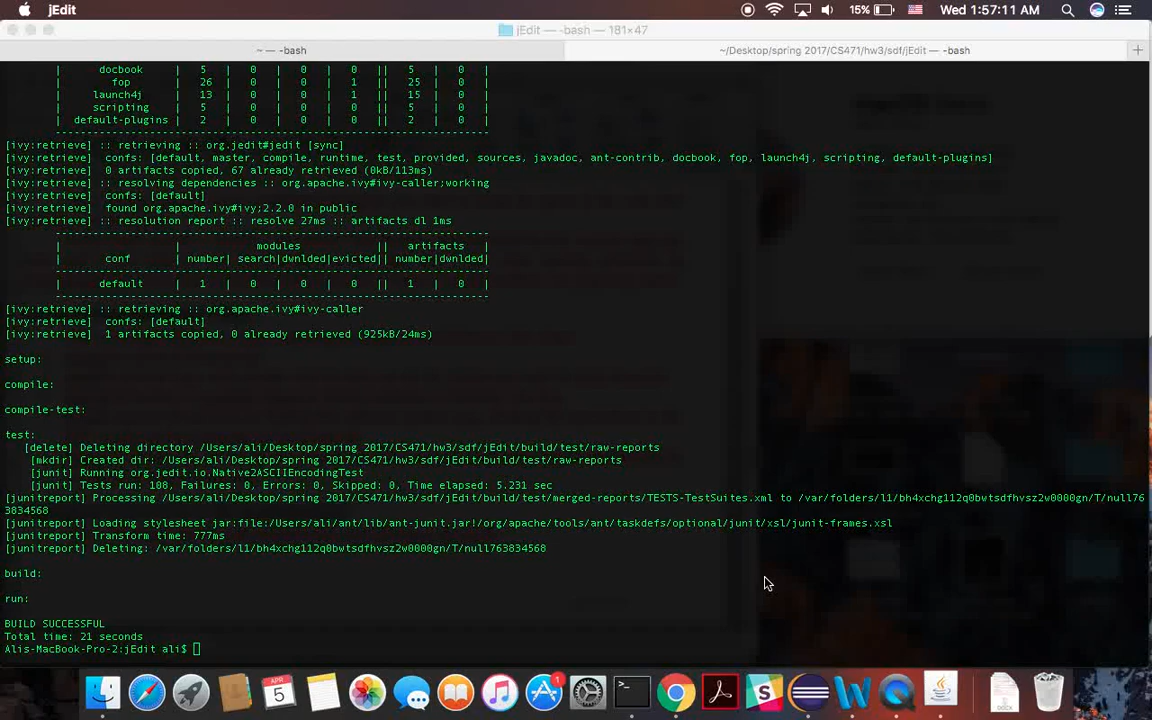 jEdit
15%
Wed 1:57:11 AM
jEdit — -bash — 181×47
~ — -bash
~/Desktop/spring 2017/CS471/hw3/sdf/jEdit — -bash
+
| docbook | 5 | 0 | 0 | 0 || 5 | 0 |
| fop | 26 | 0 | 0 | 1 || 25 | 0 |
| launch4j | 13 | 0 | 0 | 1 || 15 | 0 |
| scripting | 5 | 0 | 0 | 0 || 5 | 0 |
| default-plugins | 2 | 0 | 0 | 0 || 2 | 0 |
---------------------------------------------------------------------
[ivy:retrieve] :: retrieving :: org.jedit#jedit [sync]
[ivy:retrieve]  confs: [default, master, compile, runtime, test, provided, sources, javadoc, ant-contrib, docbook, fop, launch4j, scripting, default-plugins]
[ivy:retrieve]  0 artifacts copied, 67 already retrieved (0kB/113ms)
[ivy:retrieve] :: resolving dependencies :: org.apache.ivy#ivy-caller;working
[ivy:retrieve]  confs: [default]
[ivy:retrieve]  found org.apache.ivy#ivy;2.2.0 in public
[ivy:retrieve] :: resolution report :: resolve 27ms :: artifacts dl 1ms
---------------------------------------------------------------------
| | modules || artifacts |
| conf | number| search|dwnlded|evicted|| number|dwnlded|
---------------------------------------------------------------------
| default | 1 | 0 | 0 | 0 || 1 | 0 |
---------------------------------------------------------------------
[ivy:retrieve] :: retrieving :: org.apache.ivy#ivy-caller
[ivy:retrieve]  confs: [default]
[ivy:retrieve]  1 artifacts copied, 0 already retrieved (925kB/24ms)
setup:
compile:
compile-test:
test:
[delete] Deleting directory /Users/ali/Desktop/spring 2017/CS471/hw3/sdf/jEdit/build/test/raw-reports
[mkdir] Created dir: /Users/ali/Desktop/spring 2017/CS471/hw3/sdf/jEdit/build/test/raw-reports
[junit] Running org.jedit.io.Native2ASCIIEncodingTest
[junit] Tests run: 108, Failures: 0, Errors: 0, Skipped: 0, Time elapsed: 5.231 sec
[junitreport] Processing /Users/ali/Desktop/spring 2017/CS471/hw3/sdf/jEdit/build/test/merged-reports/TESTS-TestSuites.xml to /var/folders/l1/bh4xchg112q0bwtsdfhvsz2w0000gn/T/null76
3834568
[junitreport] Loading stylesheet jar:file:/Users/ali/ant/lib/ant-junit.jar!/org/apache/tools/ant/taskdefs/optional/junit/xsl/junit-frames.xsl
[junitreport] Transform time: 777ms
[junitreport] Deleting: /var/folders/l1/bh4xchg112q0bwtsdfhvsz2w0000gn/T/null763834568
build:
run:
BUILD SUCCESSFUL
Total time: 21 seconds
Alis-MacBook-Pro-2:jEdit ali$
APR
5
1
W
DOCX